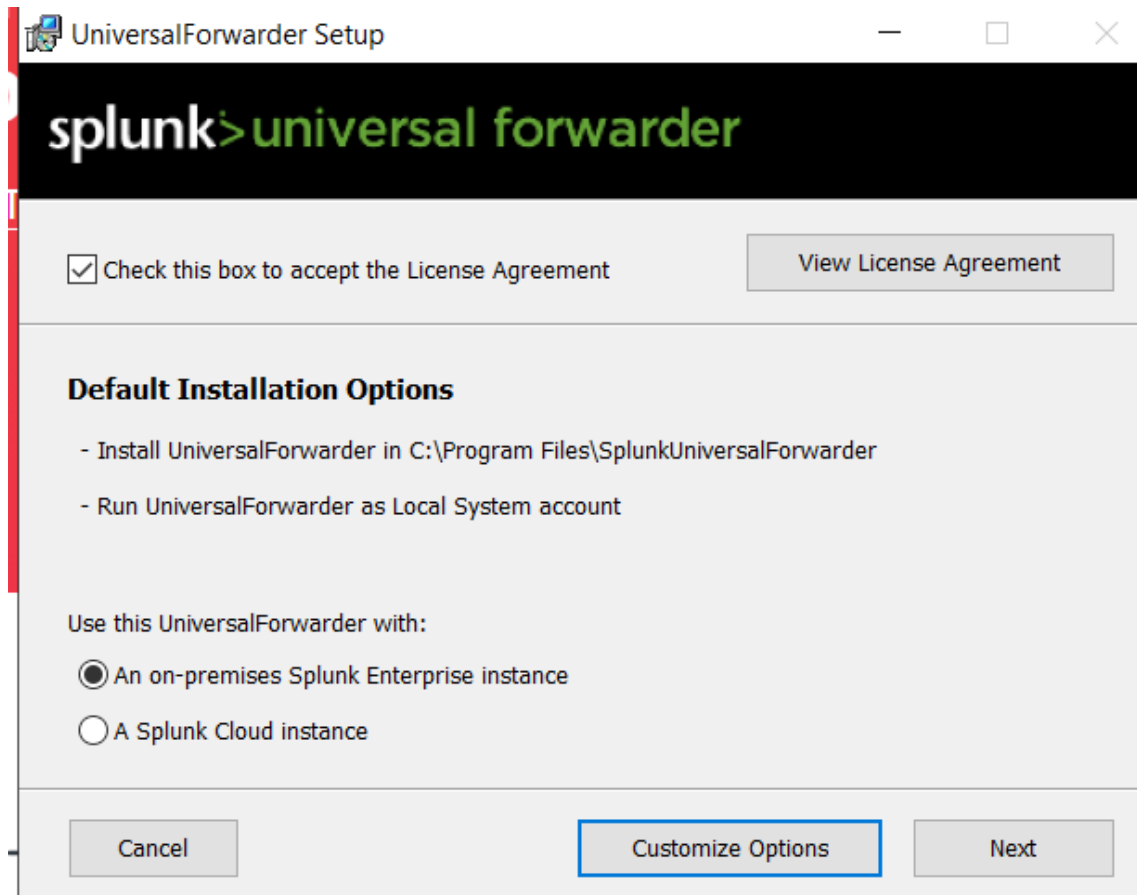 UniversalForwarder Setup
splunk>universal forwarder
Check this box to accept the License Agreement
View License Agreement
Default Installation Options
- Install UniversalForwarder in C:\Program Files\SplunkUniversalForwarder
- Run UniversalForwarder as Local System account
Use this UniversalForwarder with:
An on-premises Splunk Enterprise instance
A Splunk Cloud instance
Cancel
Customize Options
Next